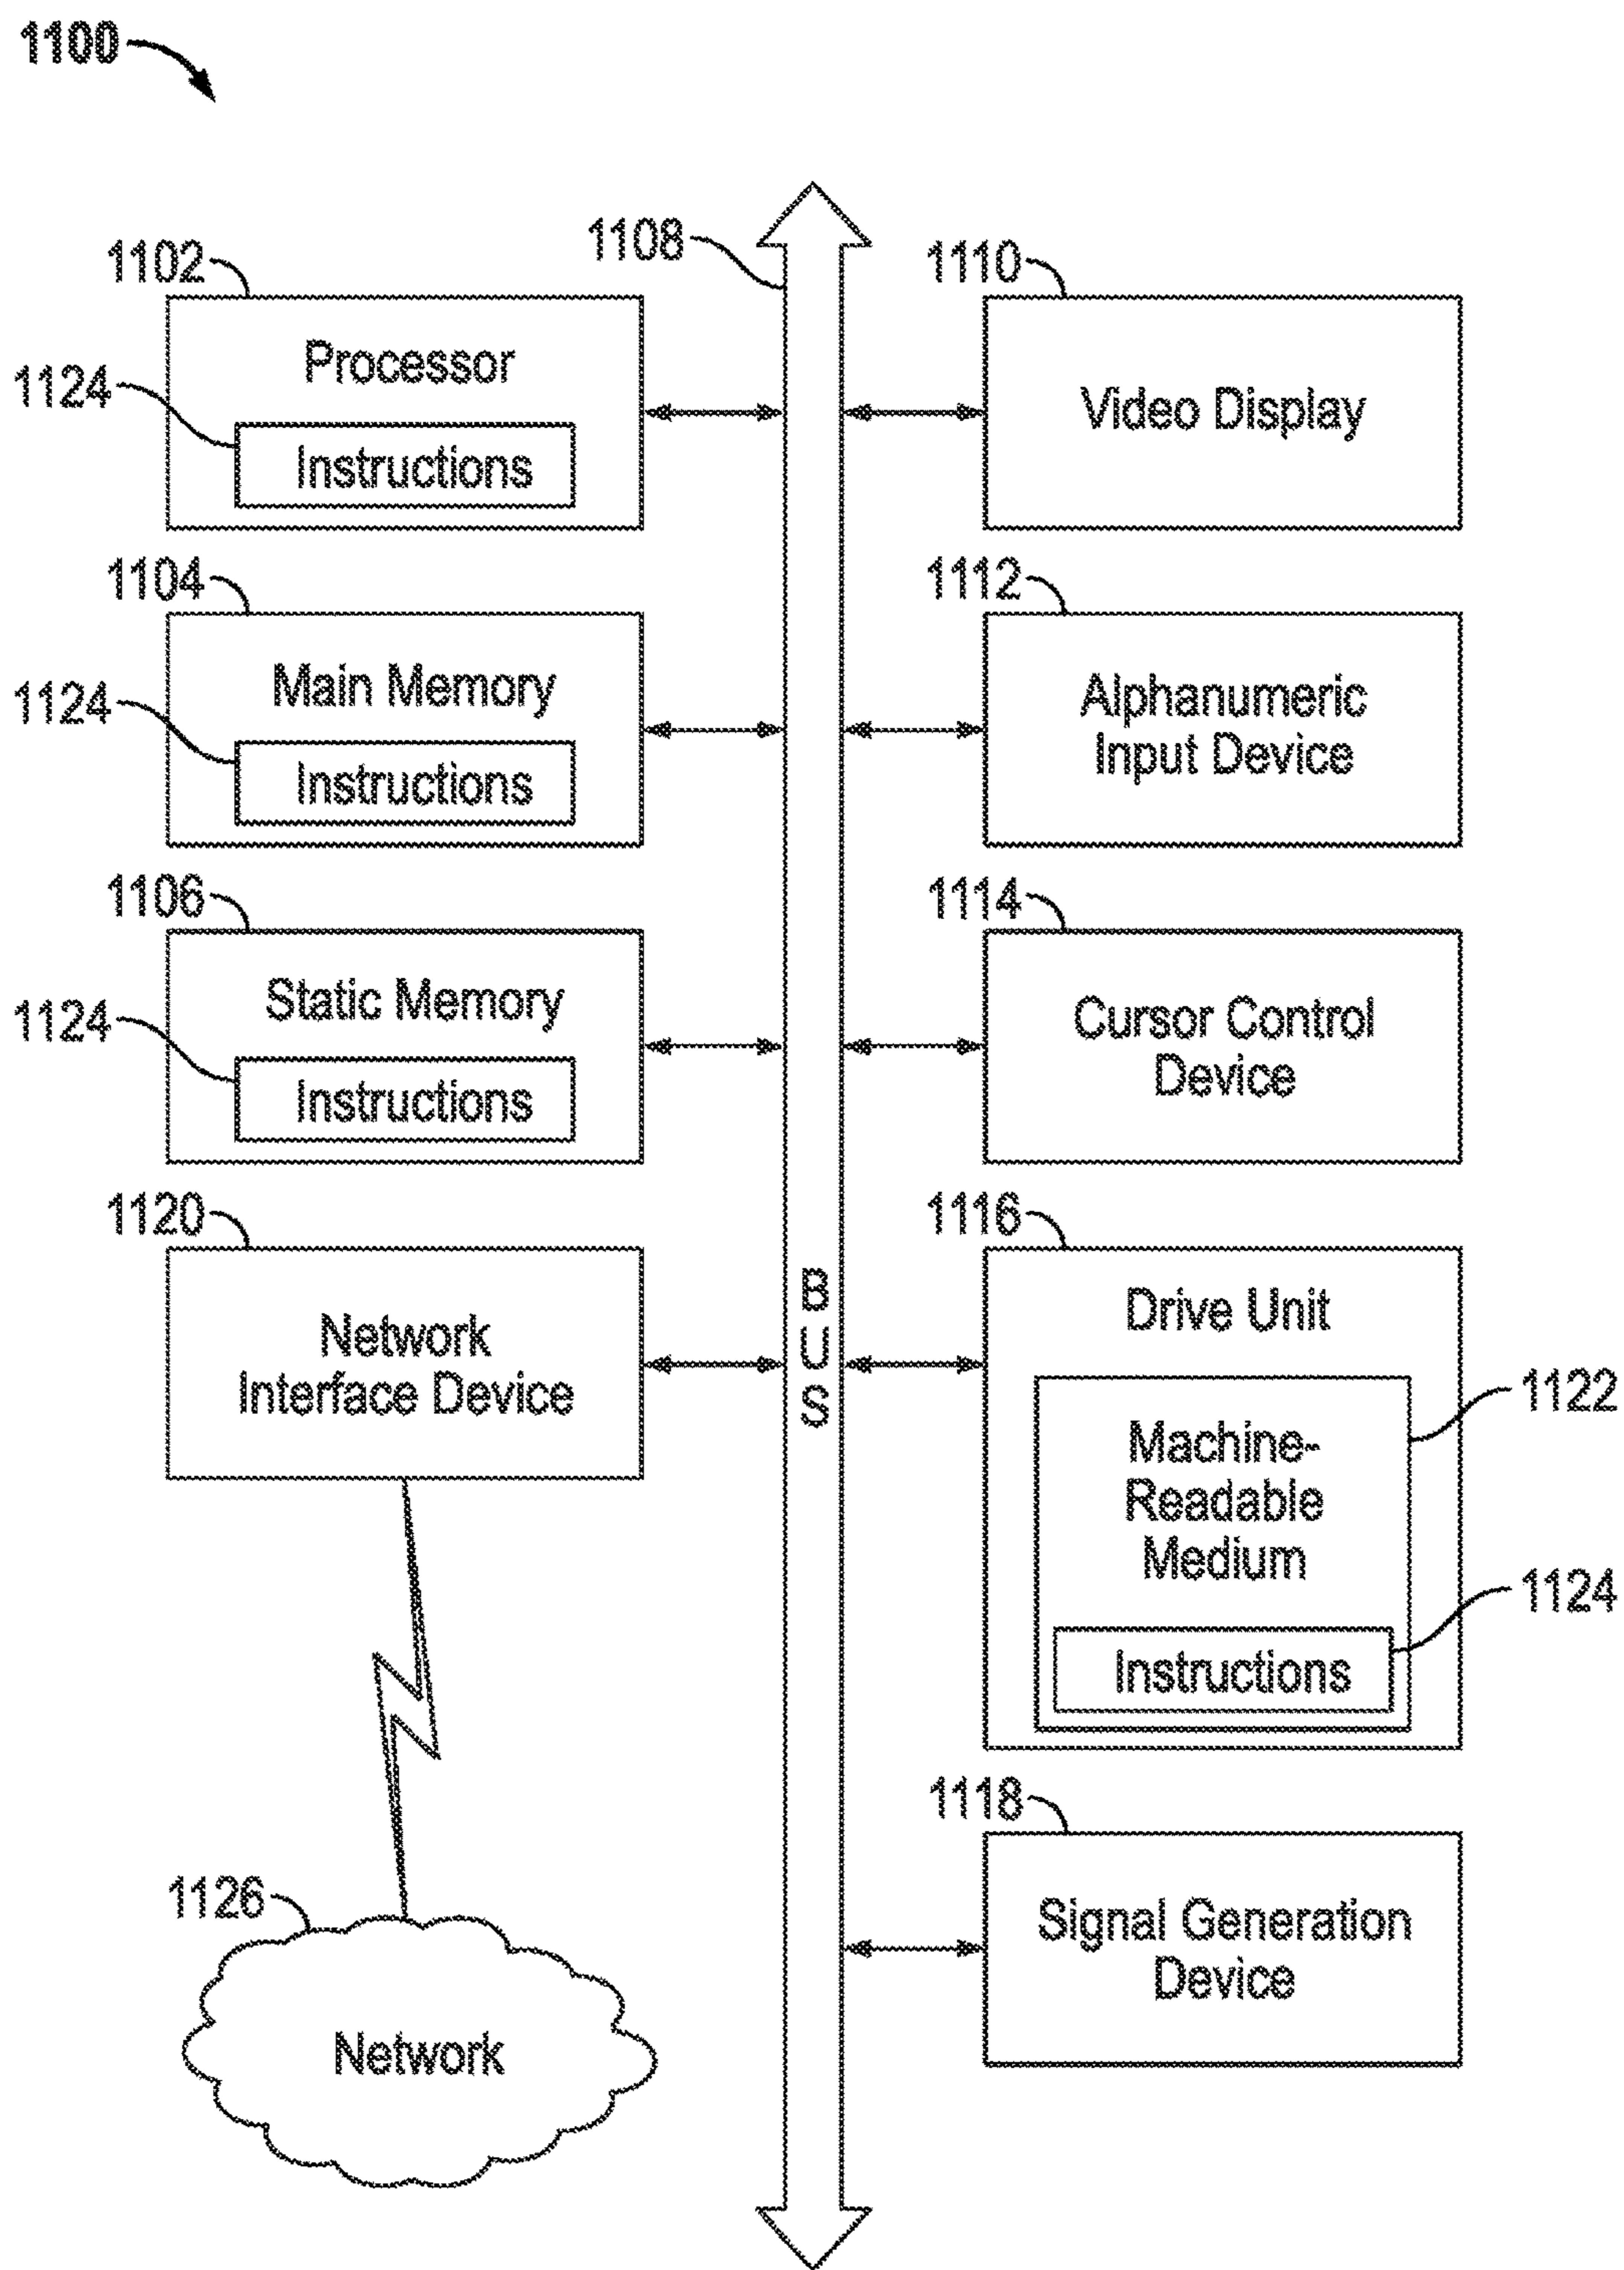 1100
1108
1102
Processor
1124
Instructions
1104
Main Memory
1124
Instructions
1106
Static Memory
1124
Instructions
1120
Network
Interface Device
1126
Network
BUS
1110
Video Display
1112
Alphanumeric
Input Device
1114
Cursor Control
Device
1116
Drive Unit
1122
Machine-
Readable
Medium
1124
Instructions
1118
Signal Generation
Device